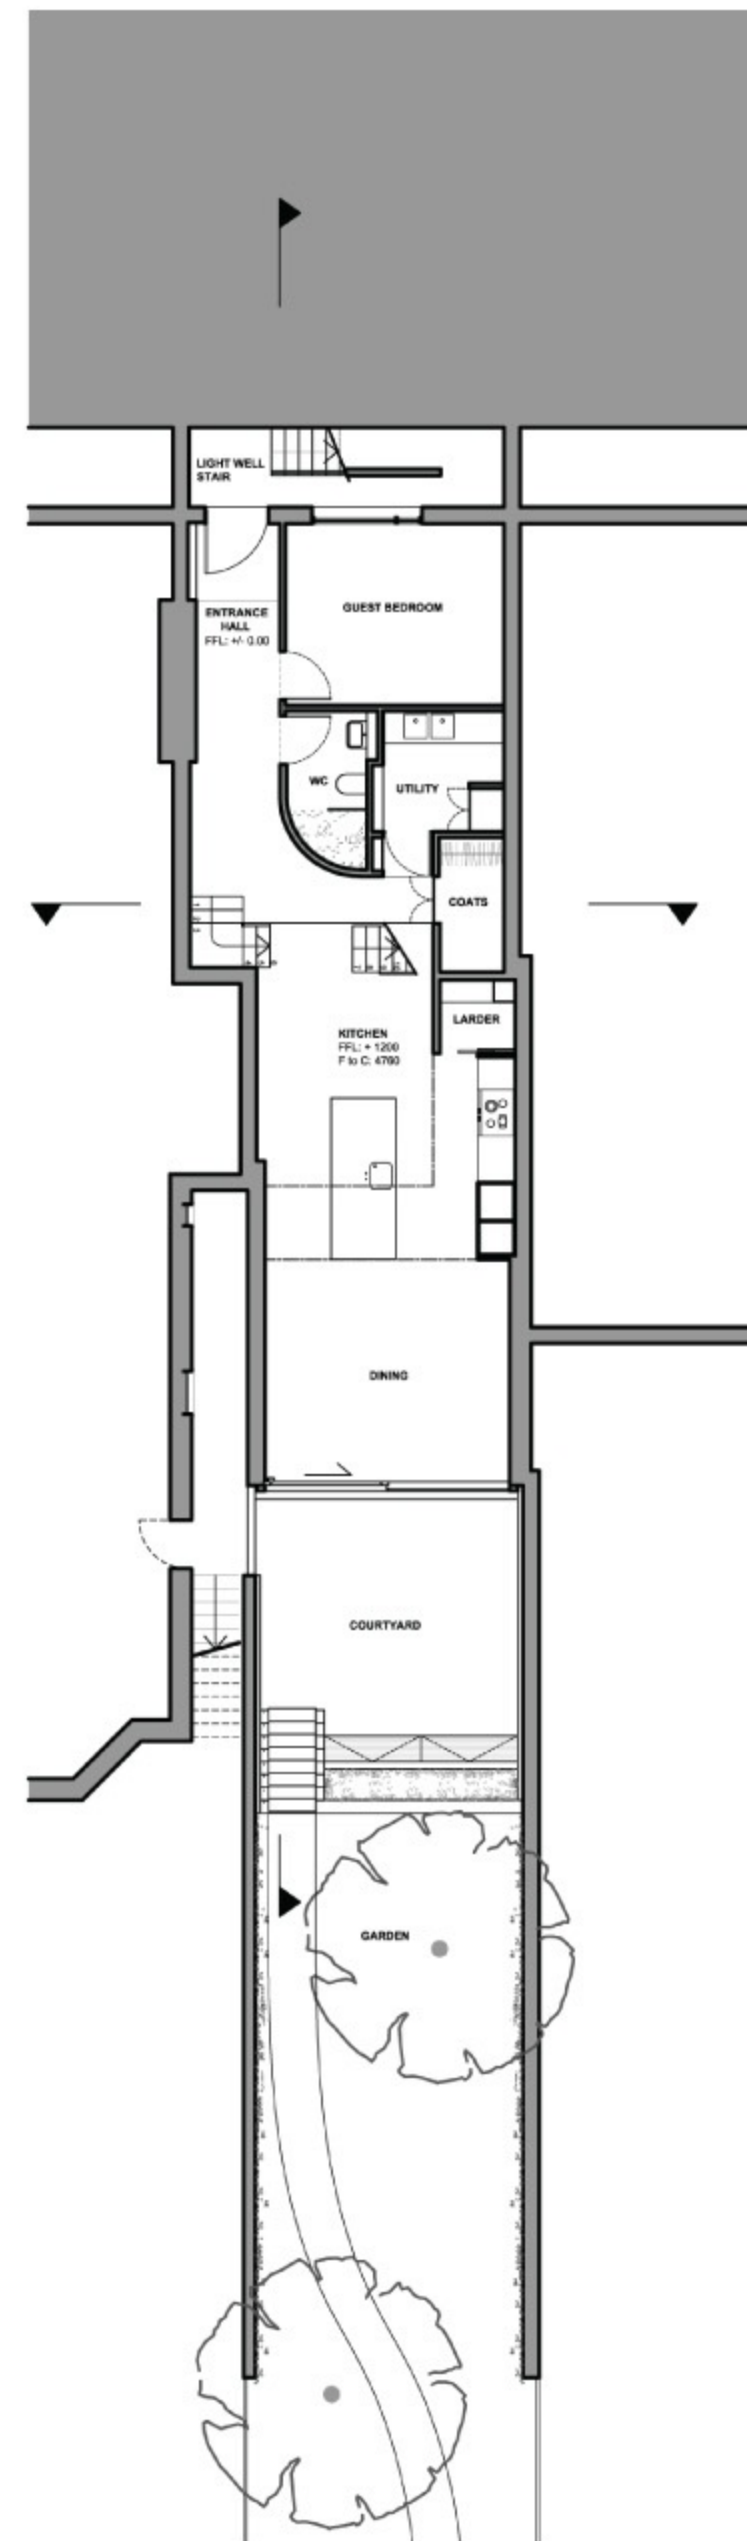 LIGHT WELL
STAIR
ENTRANCE
HALL
FFL: +/- 0.00
GUEST BEDROOM
WC
UTILITY
COATS
LARDER
KITCHEN
FFL: + 1200
F to C: 4760
DINING
COURTYARD
GARDEN